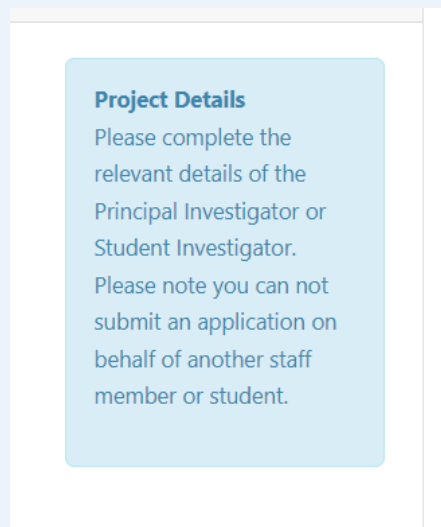 Project Details
Please complete the
relevant details of the
Principal Investigator or
Student Investigator.
Please note you can not
submit an application on
behalf of another staff
member or student.